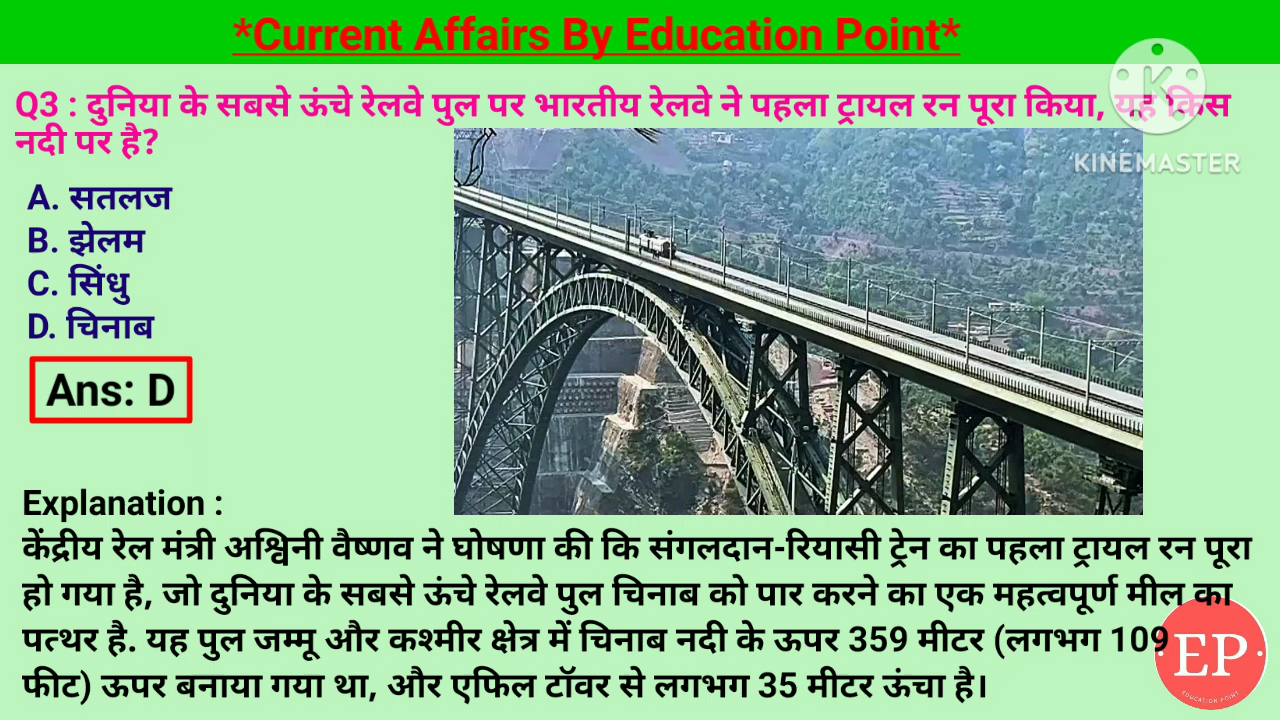 *Current Affairs By Education Point*
Q3 : दुनिया के सबसे ऊंचे रेलवे पुल पर भारतीय रेलवे ने पहला ट्रायल रन पूरा किया, यह किस
नदी पर है?
KINEMASTER
A. सतलज
B. झेलम
C. सिंधु
D. चिनाब
Ans: D
Explanation :
केंद्रीय रेल मंत्री अश्विनी वैष्णव ने घोषणा की कि संगलदान-रियासी ट्रेन का पहला ट्रायल रन पूरा
हो गया है, जो दुनिया के सबसे ऊंचे रेलवे पुल चिनाब को पार करने का एक महत्वपूर्ण मील का
पत्थर है. यह पुल जम्मू और कश्मीर क्षेत्र में चिनाब नदी के ऊपर 359 मीटर (लगभग 109
फीट) ऊपर बनाया गया था, और एफिल टॉवर से लगभग 35 मीटर ऊंचा है।
EP
EDUCATION POINT